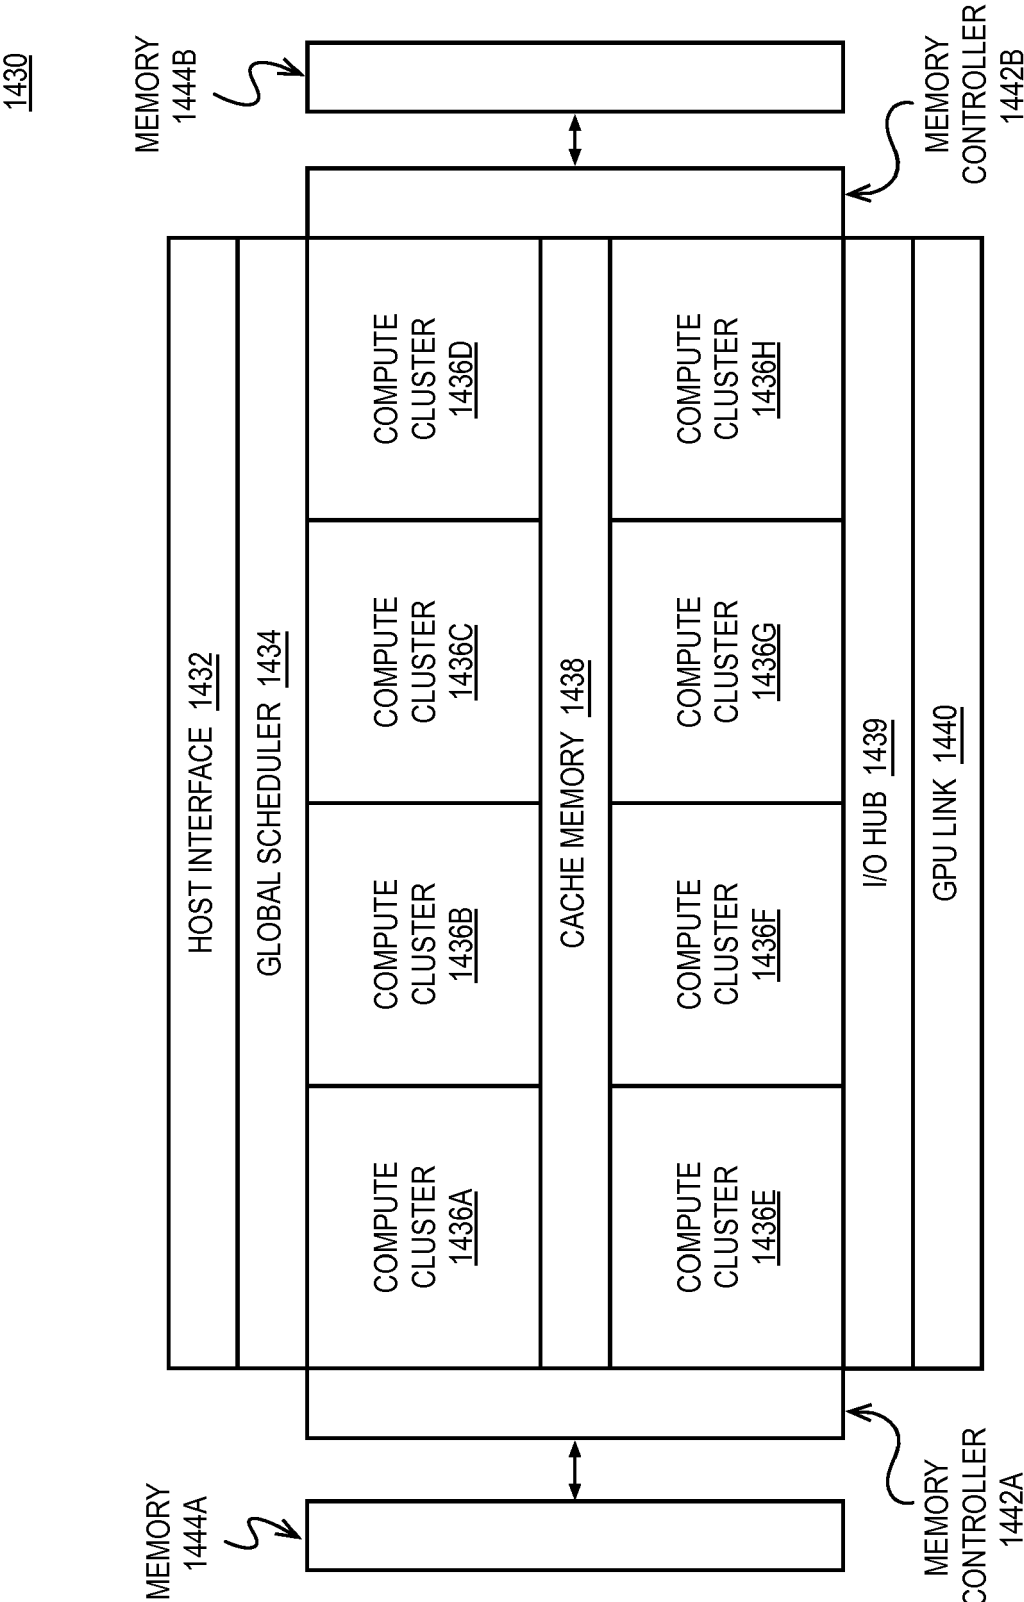 1430
HOST INTERFACE 1432
GLOBAL SCHEDULER 1434
COMPUTE
CLUSTER
1436A
COMPUTE
CLUSTER
1436B
COMPUTE
CLUSTER
1436C
COMPUTE
CLUSTER
1436D
MEMORY
1444A
MEMORY
1444B
CACHE MEMORY 1438
COMPUTE
CLUSTER
1436E
COMPUTE
CLUSTER
1436F
COMPUTE
CLUSTER
1436G
COMPUTE
CLUSTER
1436H
I/O HUB 1439
GPU LINK 1440
MEMORY
CONTROLLER
1442A
MEMORY
CONTROLLER
1442B